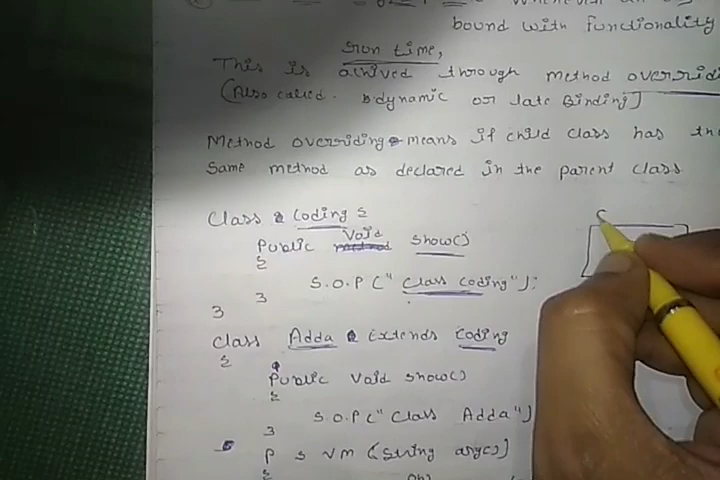 bound with functionality
run time,
This is achived through method overridi
(Also called. dynamic or late Binding)
Method overriding means if child class has the
Same method as declared in the parent class
Class Coding {
Void
Public method show()
{
S.O.P (" Class Coding");
}
}
Class Adda Extends Coding
{
Public Void show()
{
S.O.P (" Class Adda")
}
P S V M (String args[])
{